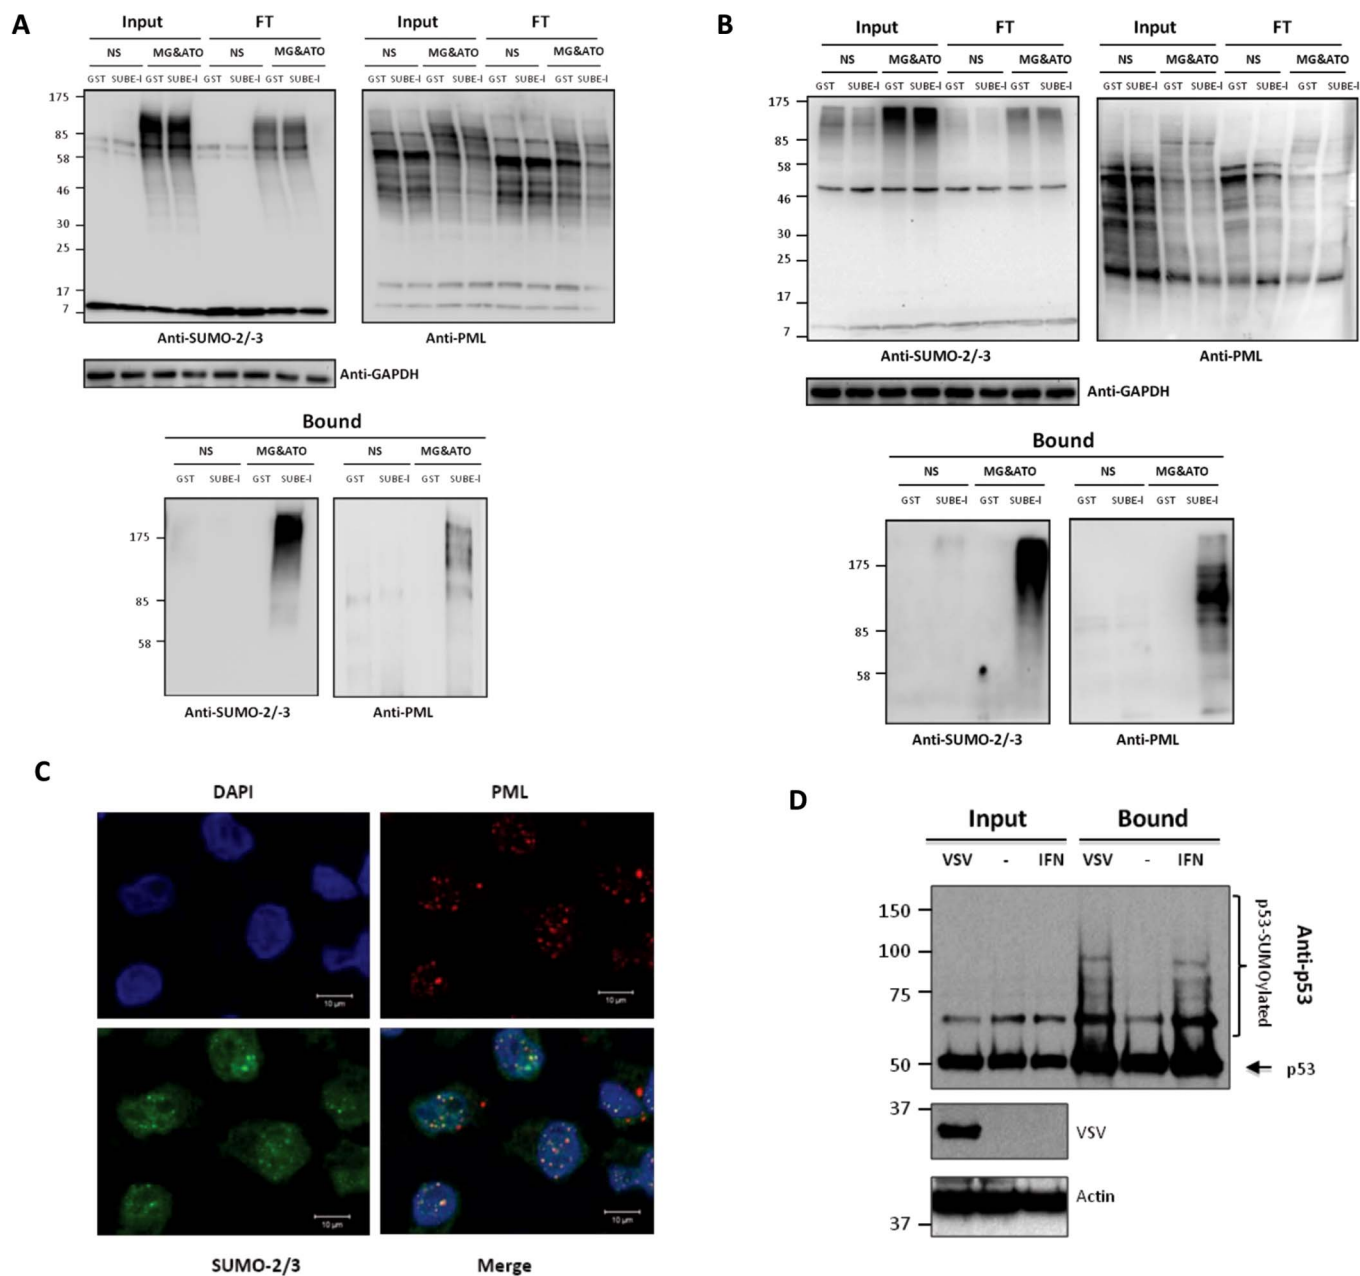 A
Input FT Input FT
NS MG&ATO NS MG&ATO NS MG&ATO NS MG&ATO
GST SUBE-I GST SUBE-I GST SUBE-I GST SUBE-I GST SUBE-I GST SUBE-I GST SUBE-I GST SUBE-I
175
85
58
46
30
25
17
7
Anti-SUMO-2/-3 Anti-PML
Anti-GAPDH
Bound
NS MG&ATO NS MG&ATO
GST SUBE-I GST SUBE-I GST SUBE-I GST SUBE-I
175
85
58
Anti-SUMO-2/-3 Anti-PML
B
Input FT Input FT
NS MG&ATO NS MG&ATO NS MG&ATO NS MG&ATO
GST SUBE-I GST SUBE-I GST SUBE-I GST SUBE-I GST SUBE-I GST SUBE-I GST SUBE-I GST SUBE-I
175
85
58
46
30
25
17
7
Anti-SUMO-2/-3 Anti-PML
Anti-GAPDH
Bound
NS MG&ATO NS MG&ATO
GST SUBE-I GST SUBE-I GST SUBE-I GST SUBE-I
175
85
58
Anti-SUMO-2/-3 Anti-PML
C
DAPI PML
10 µm 10 µm
10 µm 10 µm
SUMO-2/3 Merge
D
Input Bound
VSV - IFN VSV - IFN
150
100
75
50
p53-SUMOylated
Anti-p53
p53
37
VSV
Actin
37